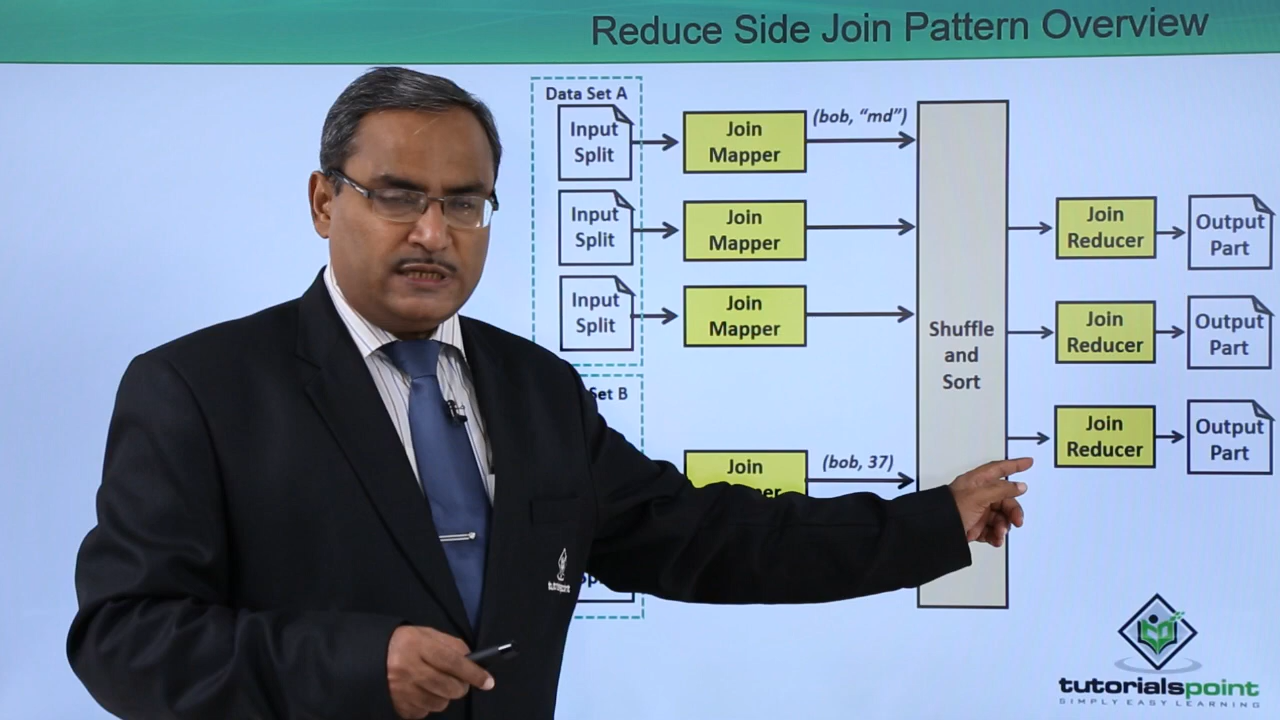 Reduce Side Join Pattern Overview
Data Set A
Input
Split
Join
Mapper
(bob, “md”)
Input
Split
Join
Mapper
Input
Split
Join
Mapper
Set B
Join
(bob, 37)
Shuffle
and
Sort
Join
Reducer
Output
Part
Join
Reducer
Output
Part
Join
Reducer
Output
Part
tutorialspoint
tutorialspoint
SIMPLY EASY LEARNING